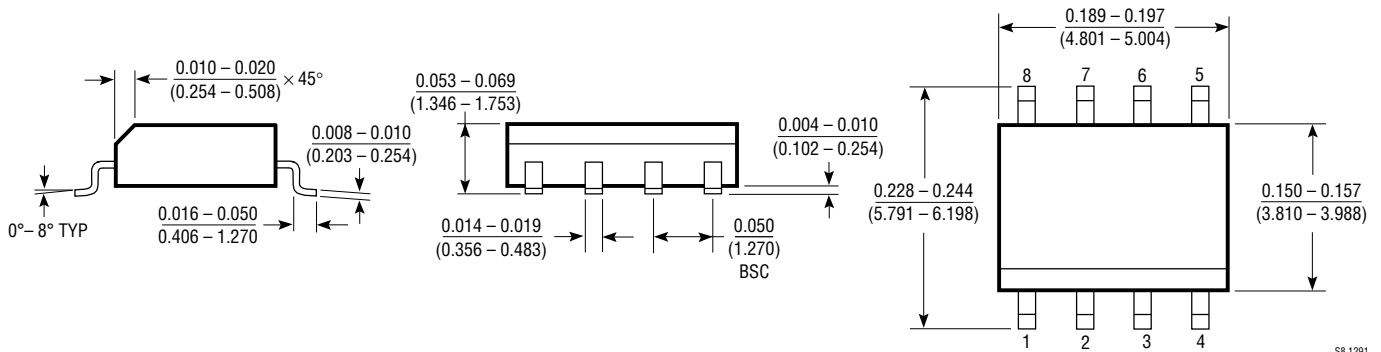 0.010 – 0.020
(0.254 – 0.508)
× 45°
0.008 – 0.010
(0.203 – 0.254)
0°– 8° TYP
0.016 – 0.050
0.406 – 1.270
0.053 – 0.069
(1.346 – 1.753)
0.004 – 0.010
(0.102 – 0.254)
0.014 – 0.019
(0.356 – 0.483)
0.050
(1.270)
BSC
0.189 – 0.197
(4.801 – 5.004)
8 7 6 5
0.228 – 0.244
(5.791 – 6.198)
0.150 – 0.157
(3.810 – 3.988)
1 2 3 4
S8 1291